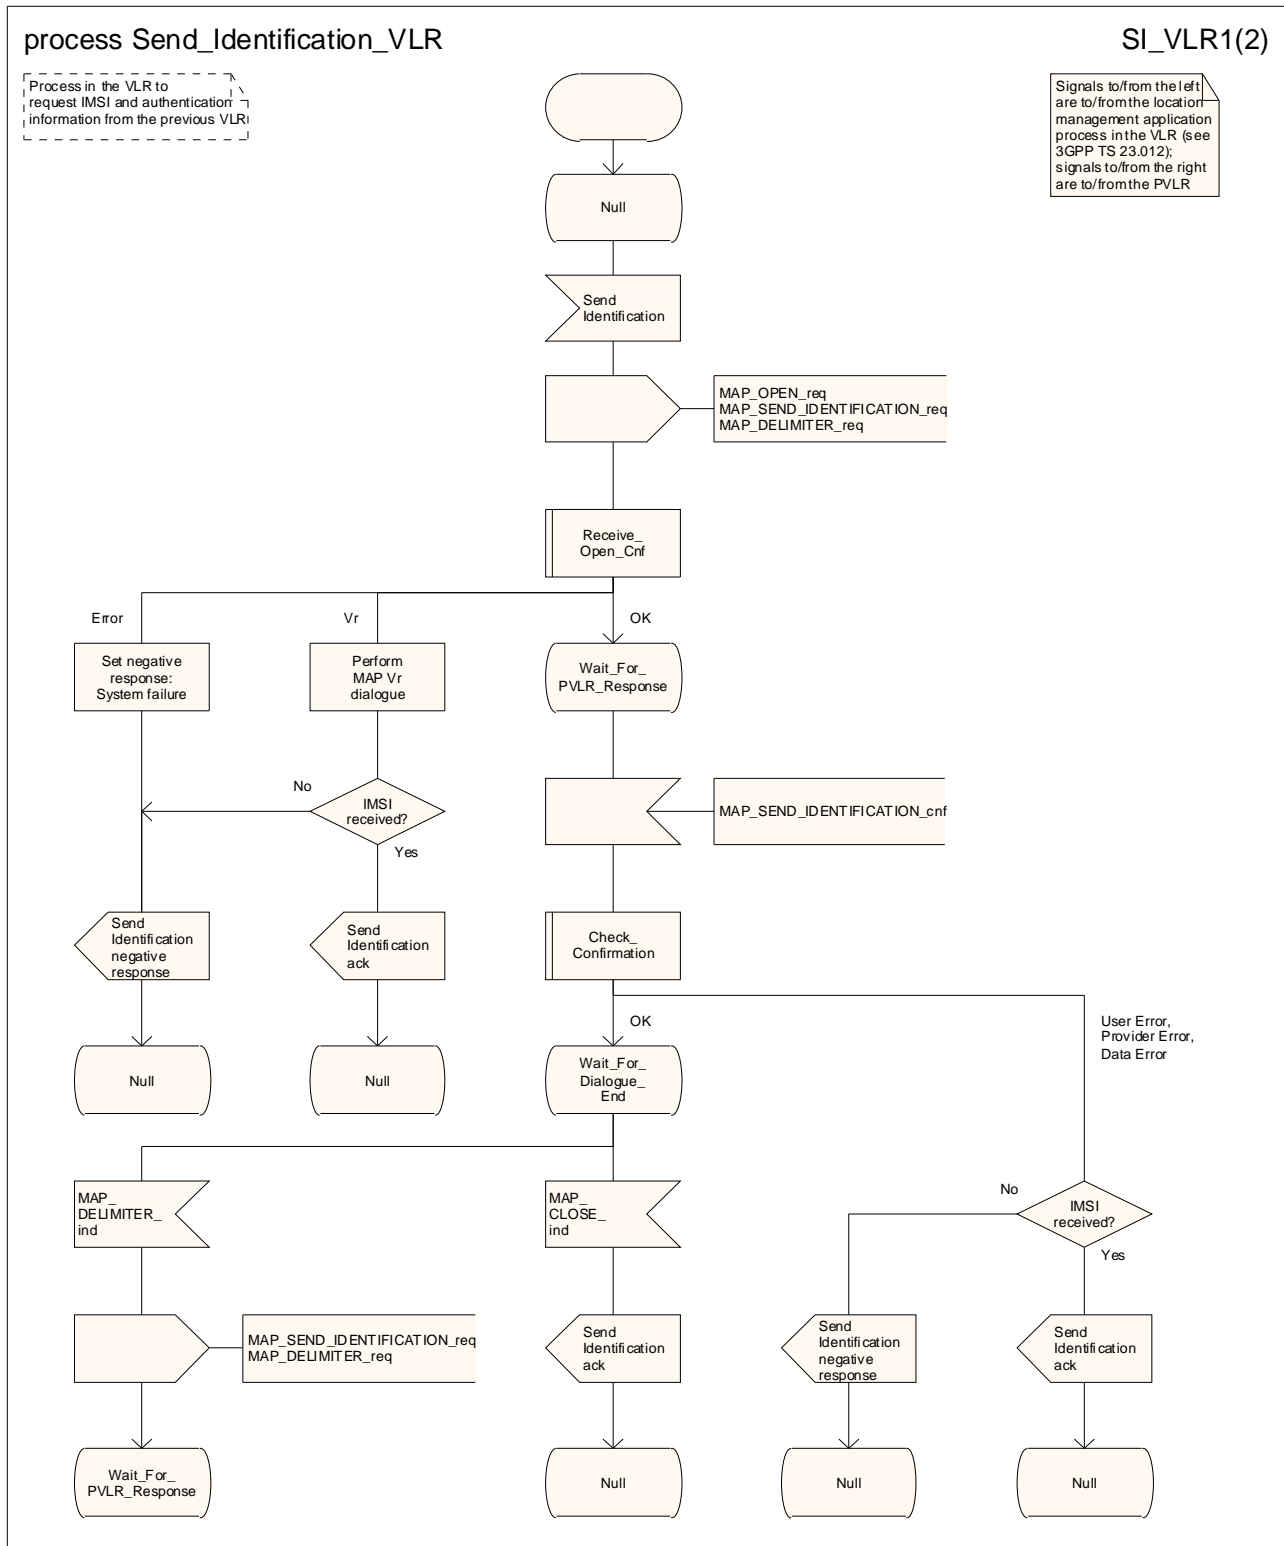 process Send_Identification_VLR
SI_VLR1(2)
Process in the VLR to
request IMSI and authentication
information from the previous VLR
Signals to/from the left
are to/from the location
management application
process in the VLR (see
3GPP TS 23.012);
signals to/from the right
are to/from the PVLR
Null
Send
Identification
MAP_OPEN_req
MAP_SEND_IDENTIFICATION_req
MAP_DELIMITER_req
Receive_
Open_Cnf
Error
Vr
OK
Set negative
response:
System failure
Perform
MAP Vr
dialogue
Wait_For_
PVLR_Response
No
IMSI
received?
Yes
MAP_SEND_IDENTIFICATION_cnf
Send
Identification
negative
response
Send
Identification
ack
Check_
Confirmation
OK
User Error,
Provider Error,
Data Error
Null
Null
Wait_For_
Dialogue_
End
MAP_
DELIMITER_
ind
MAP_
CLOSE_
ind
No
IMSI
received?
Yes
MAP_SEND_IDENTIFICATION_req
MAP_DELIMITER_req
Send
Identification
ack
Send
Identification
negative
response
Send
Identification
ack
Wait_For_
PVLR_Response
Null
Null
Null